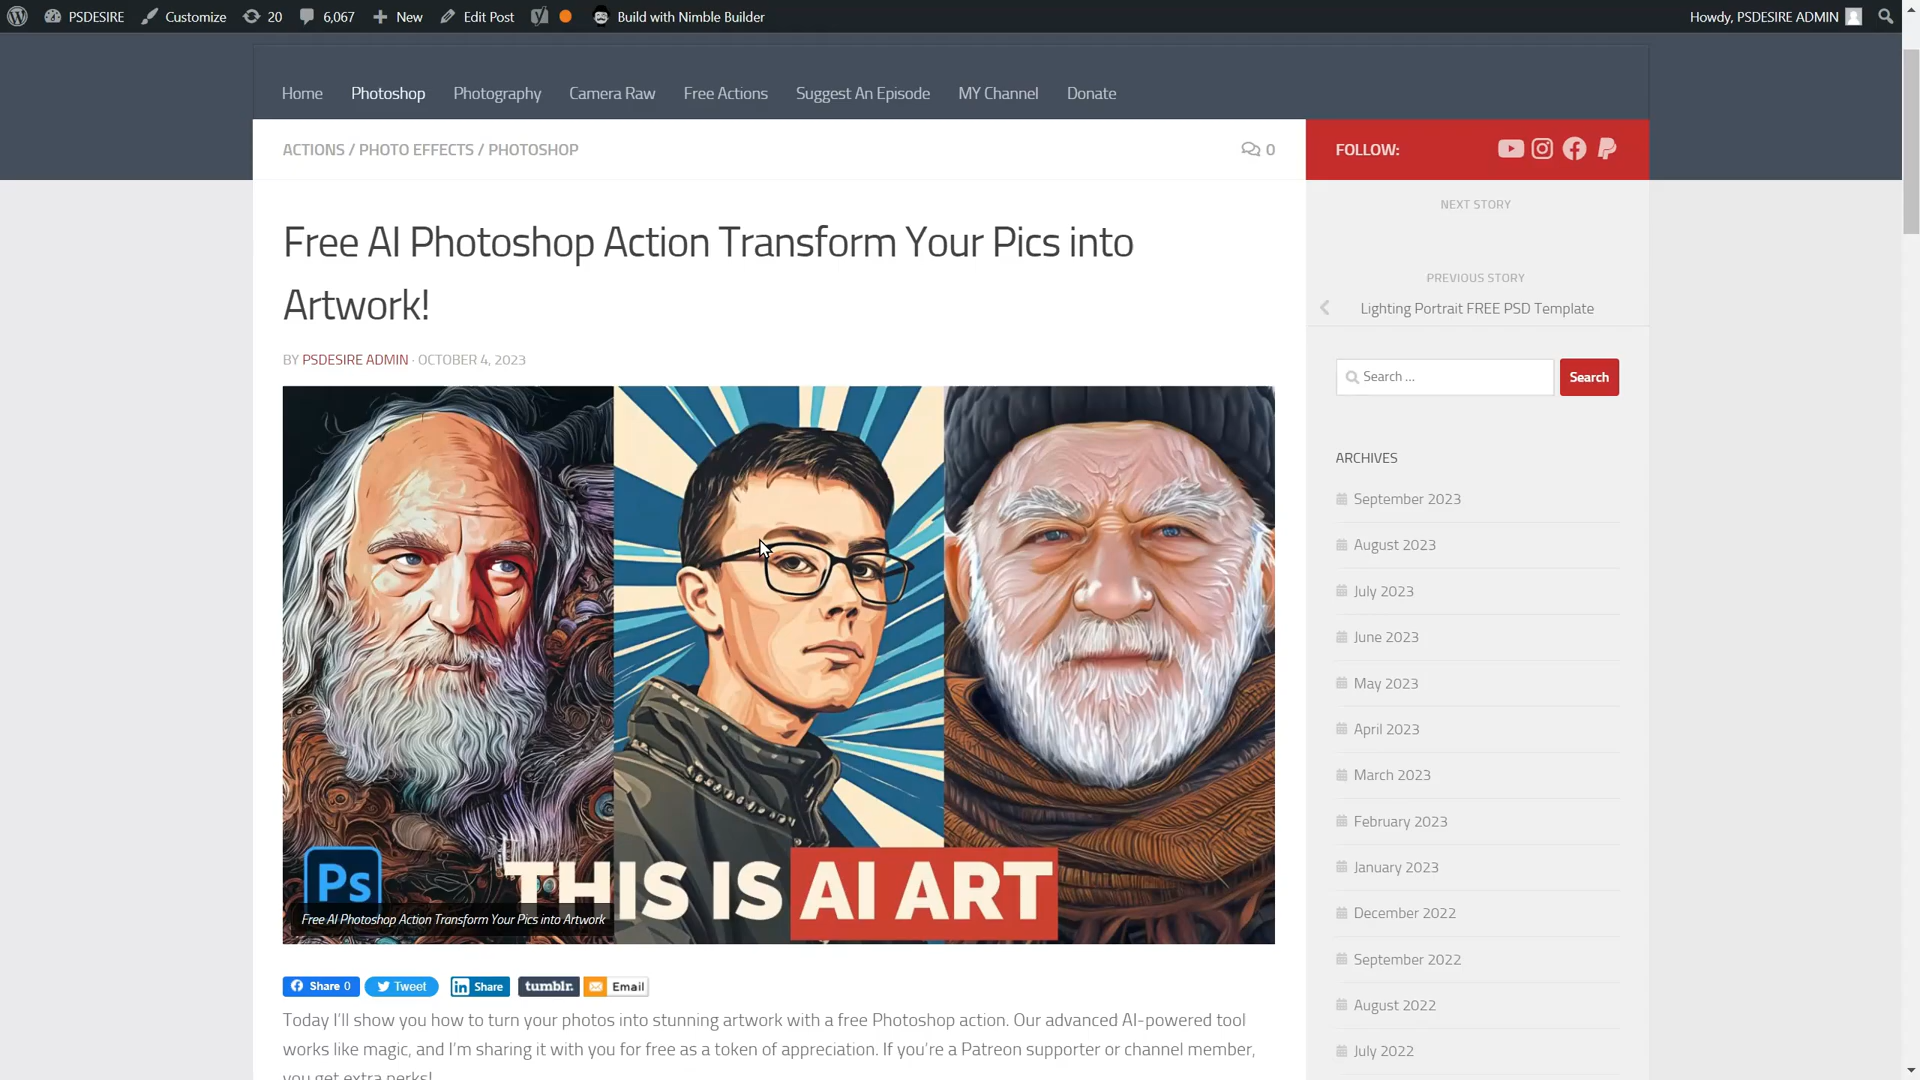 PSDESIRE Customize 20 6,067 New Edit Post Build with Nimble Builder Howdy, PSDESIRE ADMIN
Home Photoshop Photography Camera Raw Free Actions Suggest An Episode MY Channel Donate
ACTIONS / PHOTO EFFECTS / PHOTOSHOP 0
Free AI Photoshop Action Transform Your Pics into
Artwork!
BY PSDESIRE ADMIN · OCTOBER 4, 2023
Ps
THIS IS AI ART
Free AI Photoshop Action Transform Your Pics into Artwork
Share 0 Tweet in Share tumblr. Email
Today I'll show you how to turn your photos into stunning artwork with a free Photoshop action. Our advanced AI-powered tool
works like magic, and I'm sharing it with you for free as a token of appreciation. If you're a Patreon supporter or channel member,
you get extra perks!
FOLLOW:
NEXT STORY
PREVIOUS STORY
Lighting Portrait FREE PSD Template
Search ... Search
ARCHIVES
September 2023
August 2023
July 2023
June 2023
May 2023
April 2023
March 2023
February 2023
January 2023
December 2022
September 2022
August 2022
July 2022